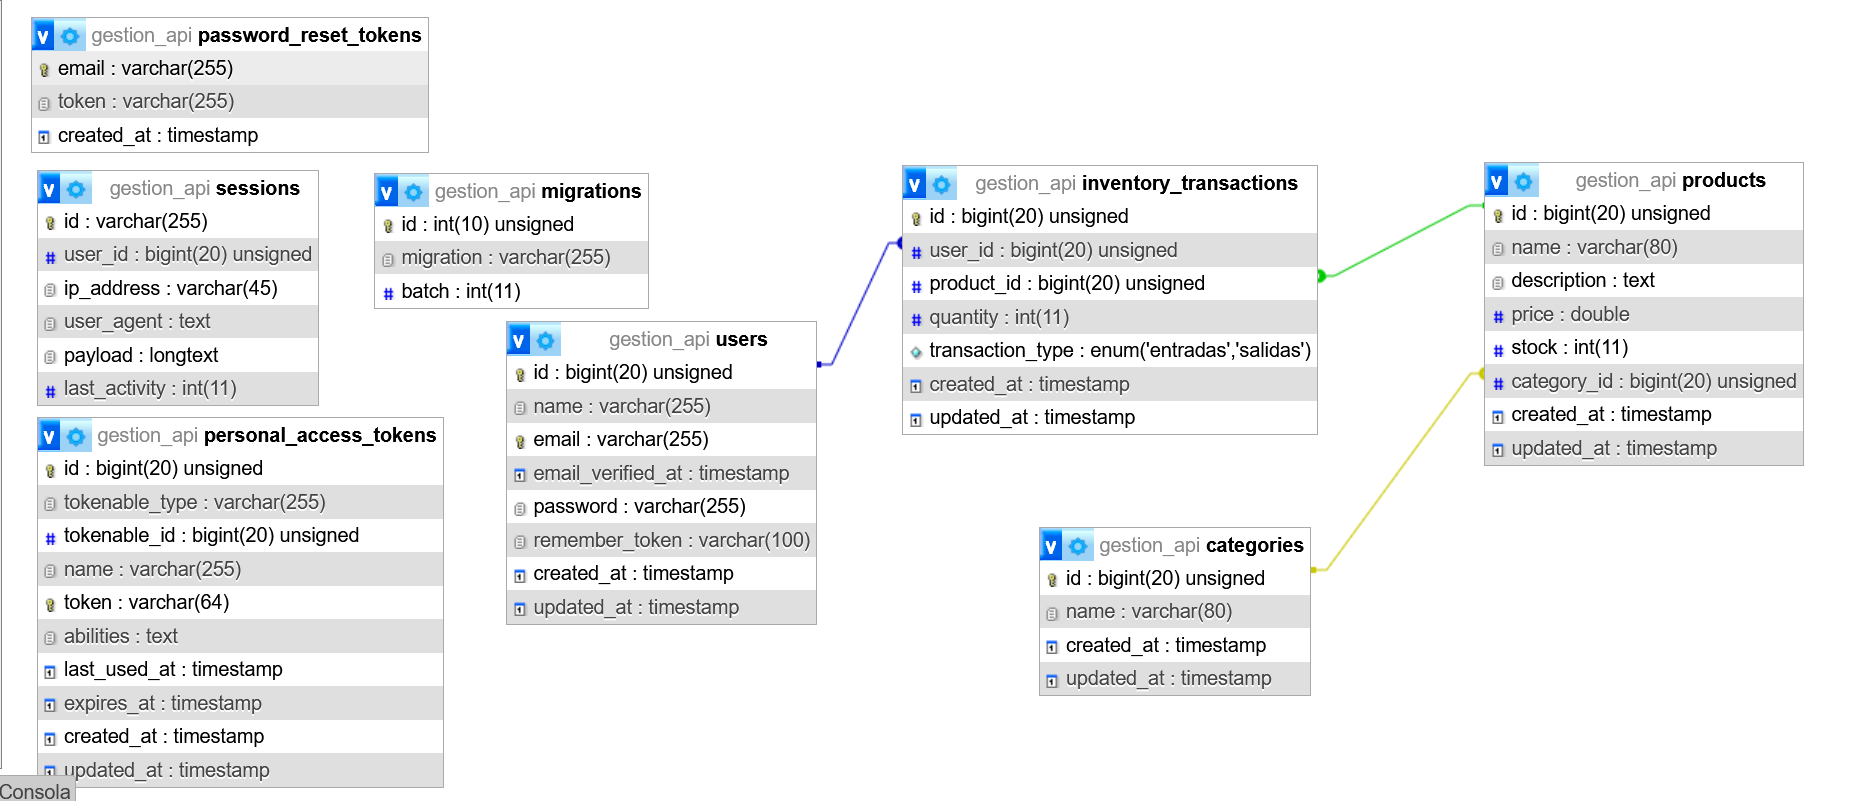 gestion_api password_reset_tokens
email : varchar(255)
token : varchar(255)
created_at : timestamp
gestion_api sessions
id : varchar(255)
user_id : bigint(20) unsigned
ip_address : varchar(45)
user_agent : text
payload : longtext
last_activity : int(11)
gestion_api personal_access_tokens
id : bigint(20) unsigned
tokenable_type : varchar(255)
tokenable_id : bigint(20) unsigned
name : varchar(255)
token : varchar(64)
abilities : text
last_used_at : timestamp
expires_at : timestamp
created_at : timestamp
updated_at : timestamp
Consola
gestion_api migrations
id : int(10) unsigned
migration : varchar(255)
batch : int(11)
gestion_api users
id : bigint(20) unsigned
name : varchar(255)
email : varchar(255)
email_verified_at : timestamp
password : varchar(255)
remember_token : varchar(100)
created_at : timestamp
updated_at : timestamp
gestion_api inventory_transactions
id : bigint(20) unsigned
user_id : bigint(20) unsigned
product_id : bigint(20) unsigned
quantity : int(11)
transaction_type : enum('entradas','salidas')
created_at : timestamp
updated_at : timestamp
gestion_api categories
id : bigint(20) unsigned
name : varchar(80)
created_at : timestamp
updated_at : timestamp
gestion_api products
id : bigint(20) unsigned
name : varchar(80)
description : text
price : double
stock : int(11)
category_id : bigint(20) unsigned
created_at : timestamp
updated_at : timestamp